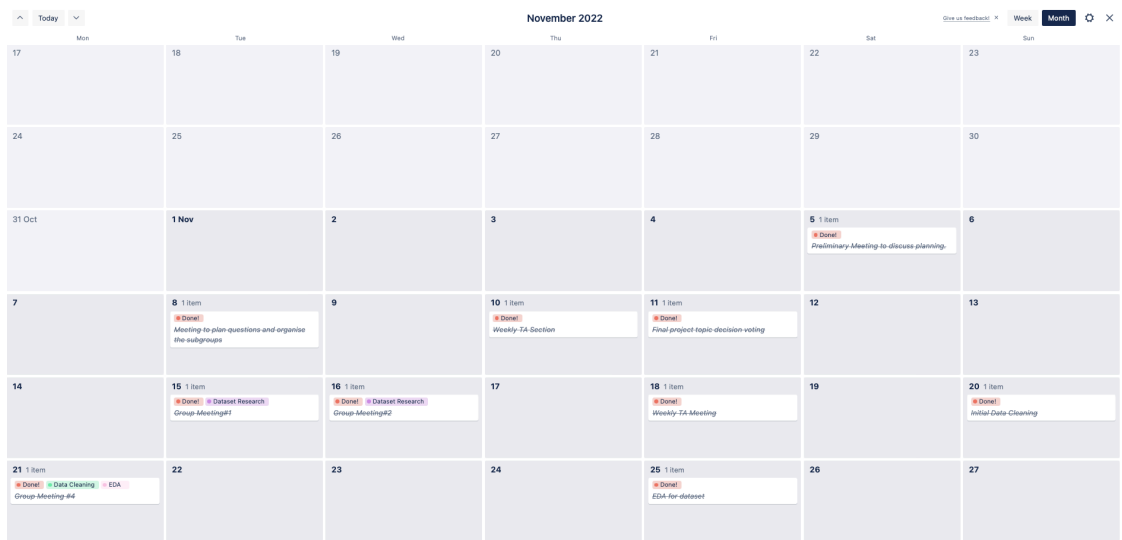 Today
November 2022
Give us feedback! ×
Week
Month
Mon Tue Wed Thu Fri Sat Sun
17 18 19 20 21 22 23
24 25 26 27 28 29 30
31 Oct 1 Nov 2 3 4 5 1 item 6
Done!
Preliminary Meeting to discuss planning.
7 8 1 item 9 10 1 item 11 1 item 12 13
Done! Done! Done!
Meeting to plan questions and organise Weekly TA Section Final project topic decision voting
the subgroups
14 15 1 item 16 1 item 17 18 1 item 19 20 1 item
Done! Dataset Research Done! Dataset Research Done! Done!
Group Meeting#1 Group Meeting#2 Weekly TA Meeting Initial Data Cleaning
21 1 item 22 23 24 25 1 item 26 27
Done! Data Cleaning EDA Done!
Group Meeting #4 EDA for dataset